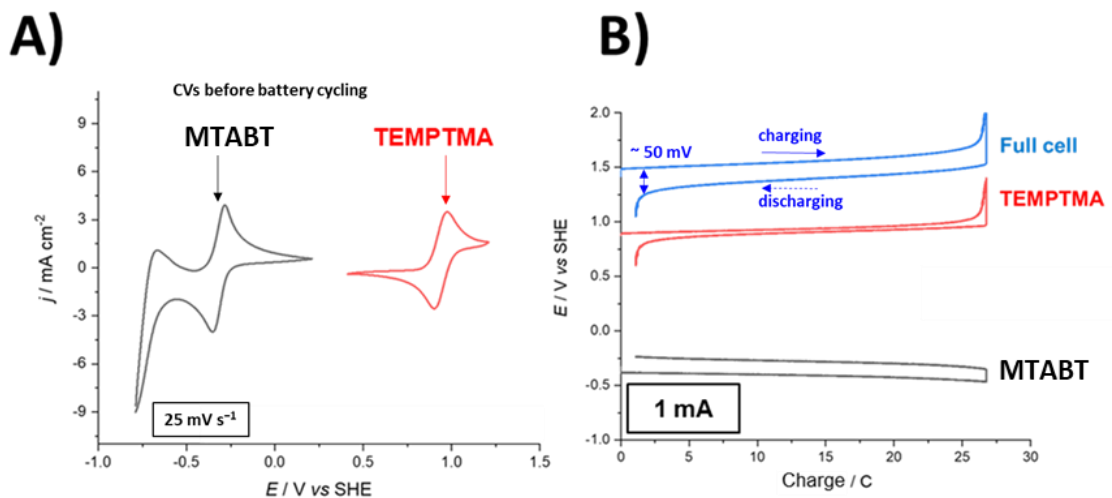 A)
CVs before battery cycling
MTABT
TEMPTMA
9
6
3
0
-3
-6
-9
j / mA cm⁻²
25 mV s⁻¹
-1.0 -0.5 0.0 0.5 1.0 1.5
E / V vs SHE
B)
2.0
1.5
1.0
0.5
0.0
-0.5
-1.0
E / V vs SHE
~ 50 mV
charging
discharging
Full cell
TEMPTMA
MTABT
1 mA
0 5 10 15 20 25 30
Charge / C